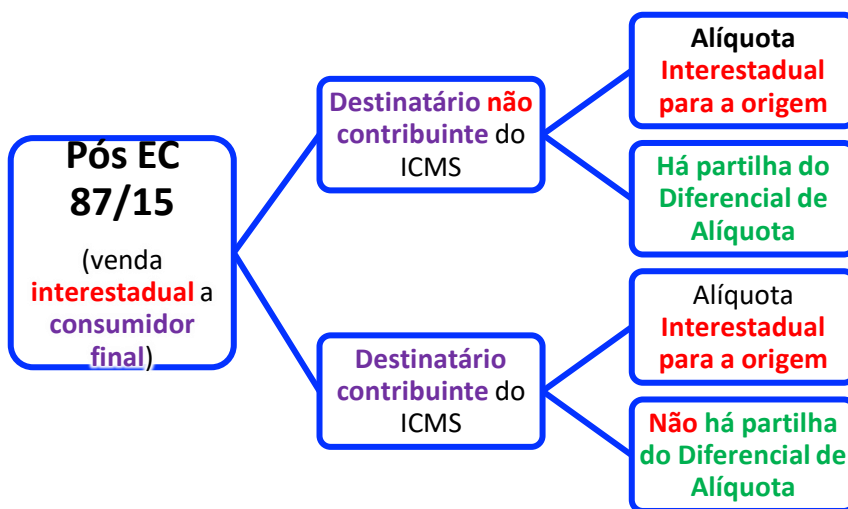 Pós EC
87/15
(venda
interestadual a
consumidor
final)
Destinatário não
contribuinte do
ICMS
Alíquota
Interestadual
para a origem
Há partilha do
Diferencial de
Alíquota
Destinatário
contribuinte do
ICMS
Alíquota
Interestadual
para a origem
Não há partilha
do Diferencial de
Alíquota